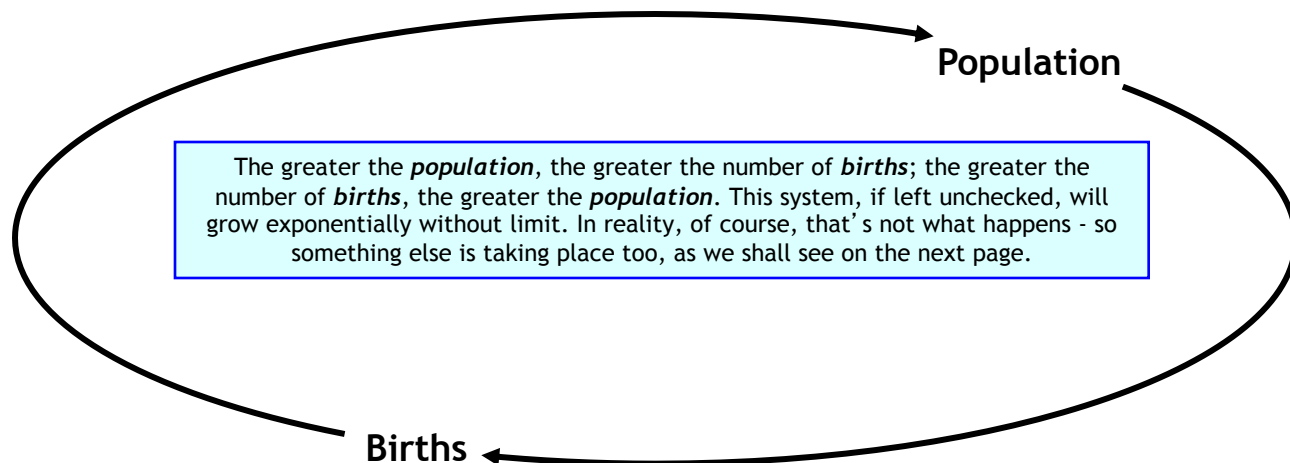 Population
The greater the population, the greater the number of births; the greater the
number of births, the greater the population. This system, if left unchecked, will
grow exponentially without limit. In reality, of course, that’s not what happens - so
something else is taking place too, as we shall see on the next page.
Births